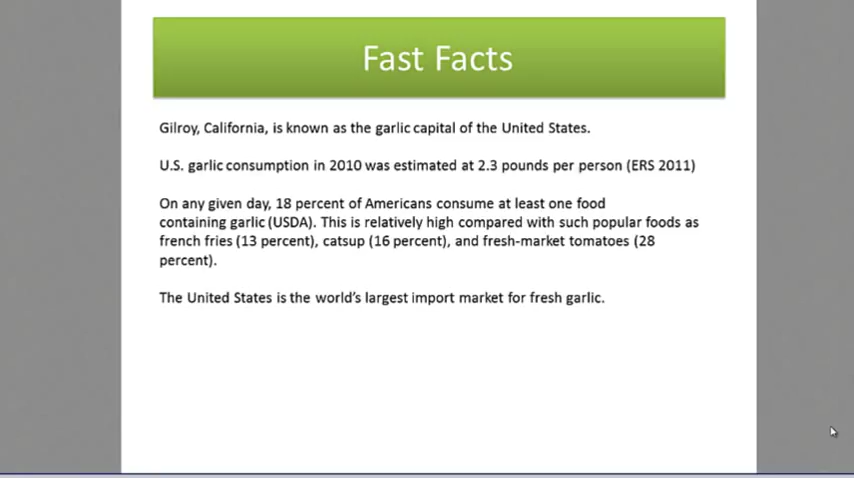 Fast Facts
Gilroy, California, is known as the garlic capital of the United States.
U.S. garlic consumption in 2010 was estimated at 2.3 pounds per person (ERS 2011)
On any given day, 18 percent of Americans consume at least one food
containing garlic (USDA). This is relatively high compared with such popular foods as
french fries (13 percent), catsup (16 percent), and fresh-market tomatoes (28
percent).
The United States is the world's largest import market for fresh garlic.